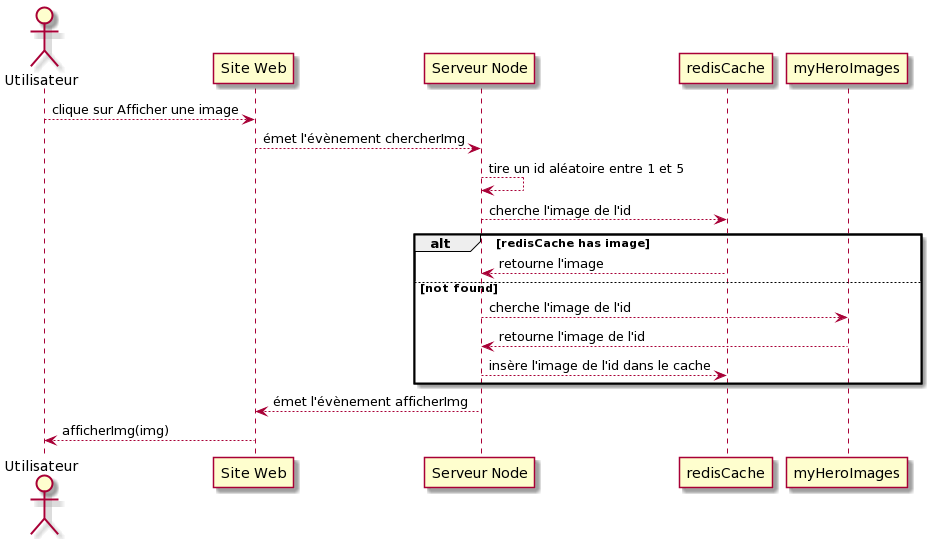 Utilisateur
Site Web
Serveur Node
redisCache
myHeroImages
clique sur Afficher une image
émet l'évènement chercherImg
tire un id aléatoire entre 1 et 5
cherche l'image de l'id
alt
[redisCache has image]
retourne l'image
[not found]
cherche l'image de l'id
retourne l'image de l'id
insère l'image de l'id dans le cache
émet l'évènement afficherImg
afficherImg(img)
Utilisateur
Site Web
Serveur Node
redisCache
myHeroImages